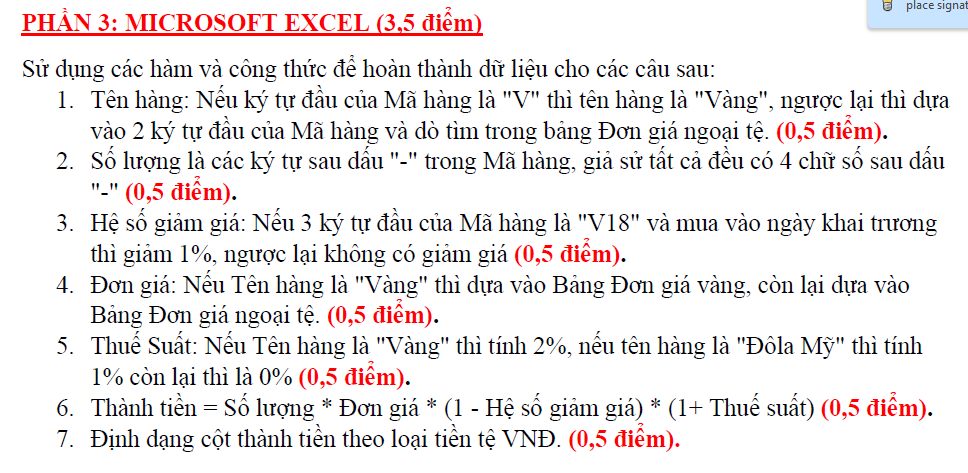 place signat
PHẦN 3: MICROSOFT EXCEL (3,5 điểm)
Sử dụng các hàm và công thức để hoàn thành dữ liệu cho các câu sau:
1. Tên hàng: Nếu ký tự đầu của Mã hàng là "V" thì tên hàng là "Vàng", ngược lại thì dựa
vào 2 ký tự đầu của Mã hàng và dò tìm trong bảng Đơn giá ngoại tệ. (0,5 điểm).
2. Số lượng là các ký tự sau dấu "-" trong Mã hàng, giả sử tất cả đều có 4 chữ số sau dấu
"-" (0,5 điểm).
3. Hệ số giảm giá: Nếu 3 ký tự đầu của Mã hàng là "V18" và mua vào ngày khai trương
thì giảm 1%, ngược lại không có giảm giá (0,5 điểm).
4. Đơn giá: Nếu Tên hàng là "Vàng" thì dựa vào Bảng Đơn giá vàng, còn lại dựa vào
Bảng Đơn giá ngoại tệ. (0,5 điểm).
5. Thuế Suất: Nếu Tên hàng là "Vàng" thì tính 2%, nếu tên hàng là "Đôla Mỹ" thì tính
1% còn lại thì là 0% (0,5 điểm).
6. Thành tiền = Số lượng * Đơn giá * (1 - Hệ số giảm giá) * (1+ Thuế suất) (0,5 điểm).
7. Định dạng cột thành tiền theo loại tiền tệ VNĐ. (0,5 điểm).